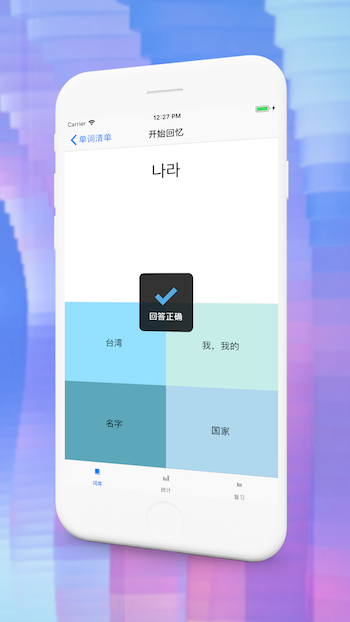 Carrier
12:27 PM
单词清单
开始回忆
나라
回答正确
台湾
我，我的
名字
国家
词库
统计
复习